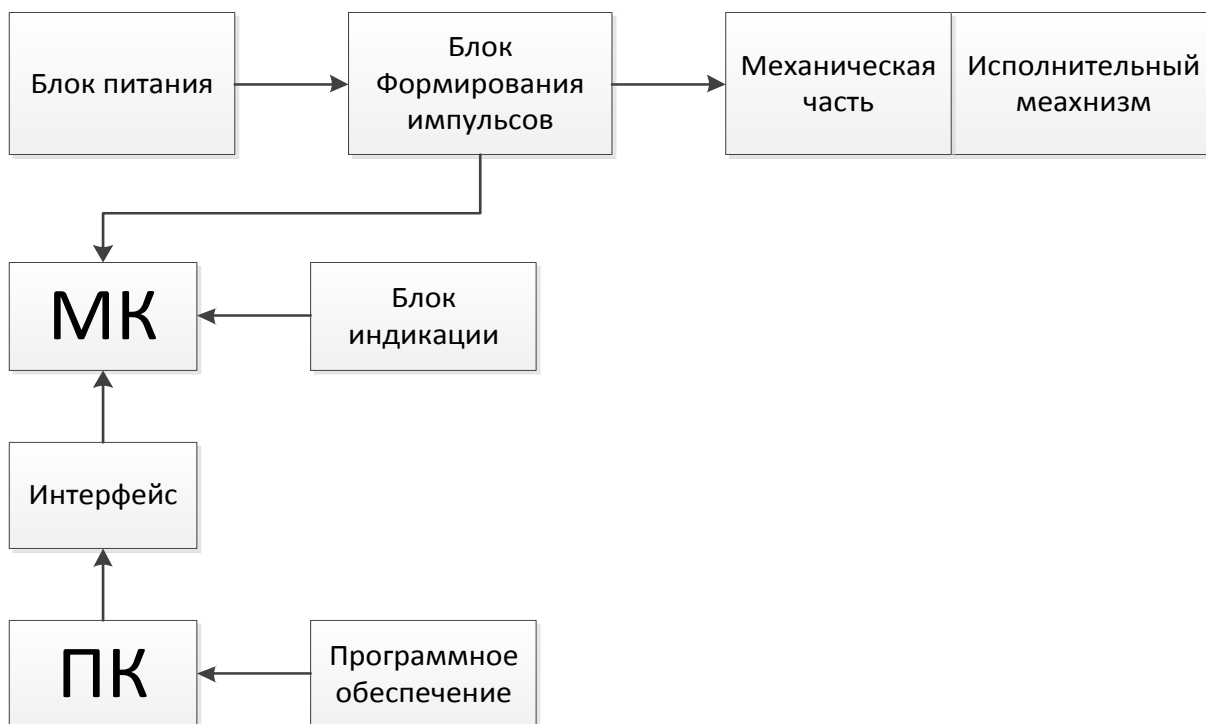 Блок питания
Блок
Формирования
импульсов
Механическая
часть
Исполнительный
меахнизм
МК
Блок
индикации
Интерфейс
ПК
Программное
обеспечение